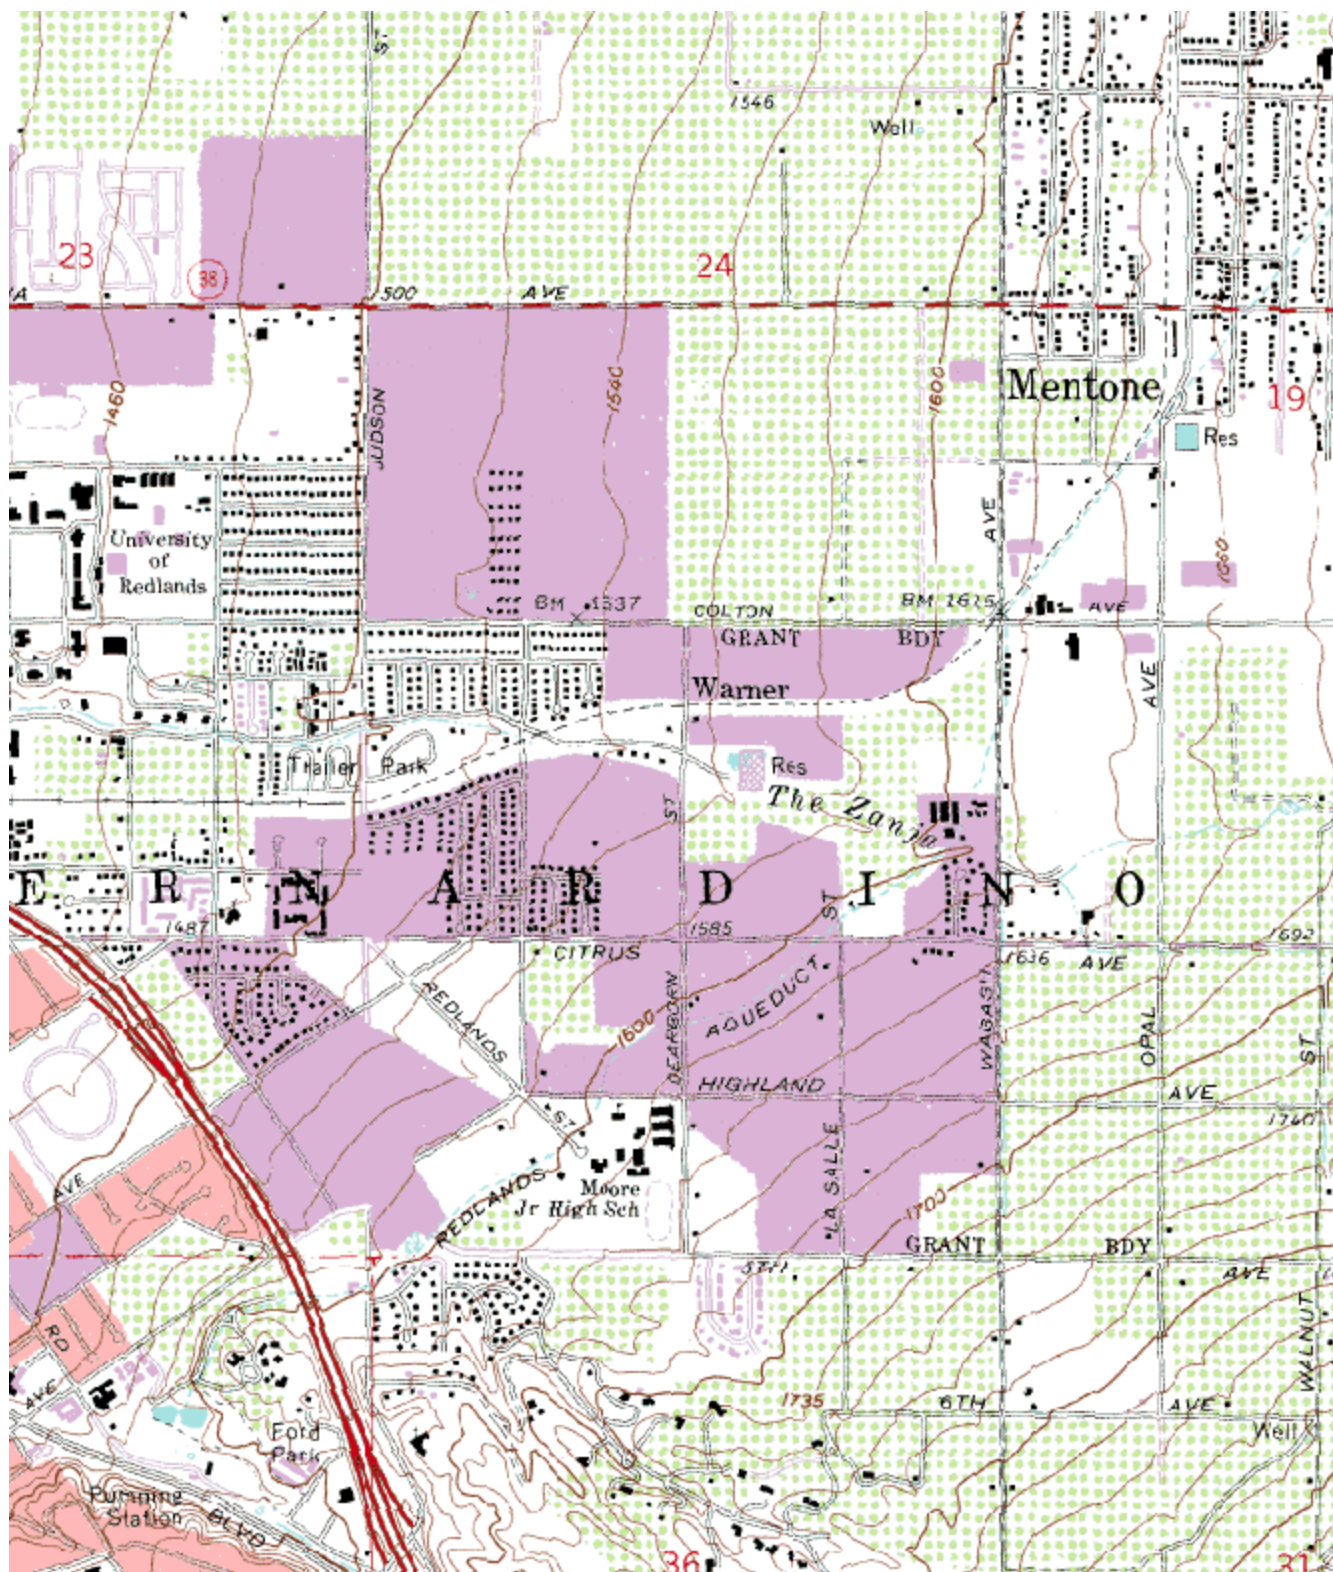 ST
1546
Well
23
38
24
A
500
AVE
1460
JUDSON
1540
1600
Mentone
19
Res
AVE
University
of
Redlands
1660
BM 1537
COLTON
BM 1625
AVE
GRANT BDY
Warner
AVE
Trailer Park
Res
The Zanja
ST
E R N A R D I N O
ST
1487
1585
CITRUS
1636 AVE
1692
REDLANDS
1600
DEARBORN
AQUEDUCT
WABASH
OPAL
ST
HIGHLAND
AVE
ST
1740
AVE
REDLANDS
Moore
Jr High Sch
LA SALLE
1700
GRANT BDY
5TH
AVE
RD
WALNUT
AVE
1735
6TH
AVE
Ford
Park
Well
Pumping
Station
BLVD
36
31